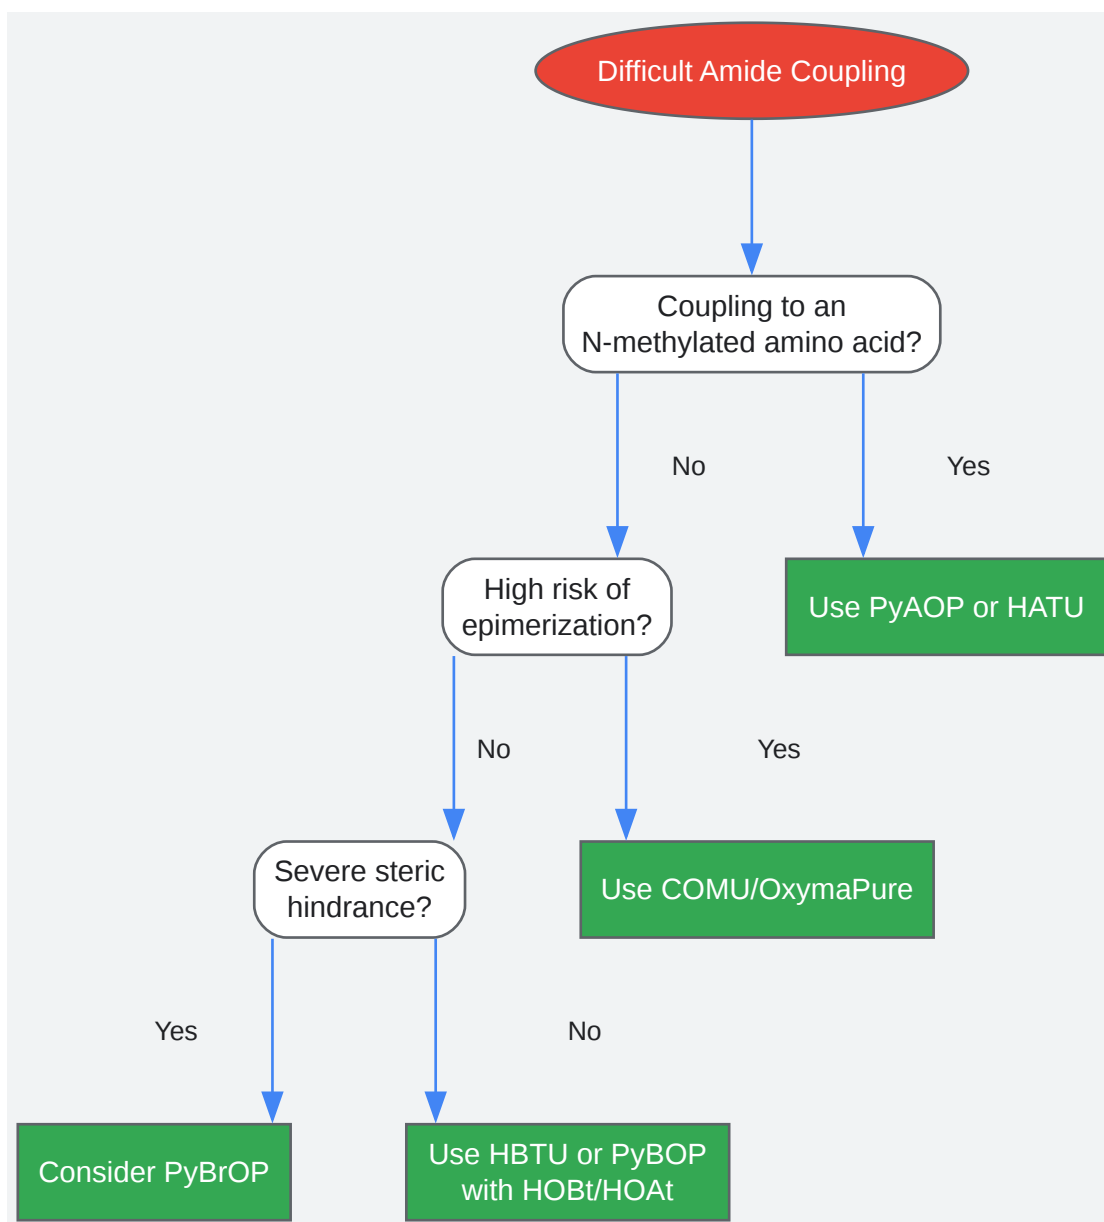 Difficult Amide Coupling
Coupling to an
N-methylated amino acid?
No
Yes
High risk of
epimerization?
Use PyAOP or HATU
No
Yes
Severe steric
hindrance?
Use COMU/OxymaPure
Yes
No
Consider PyBrOP
Use HBTU or PyBOP
with HOBt/HOAt